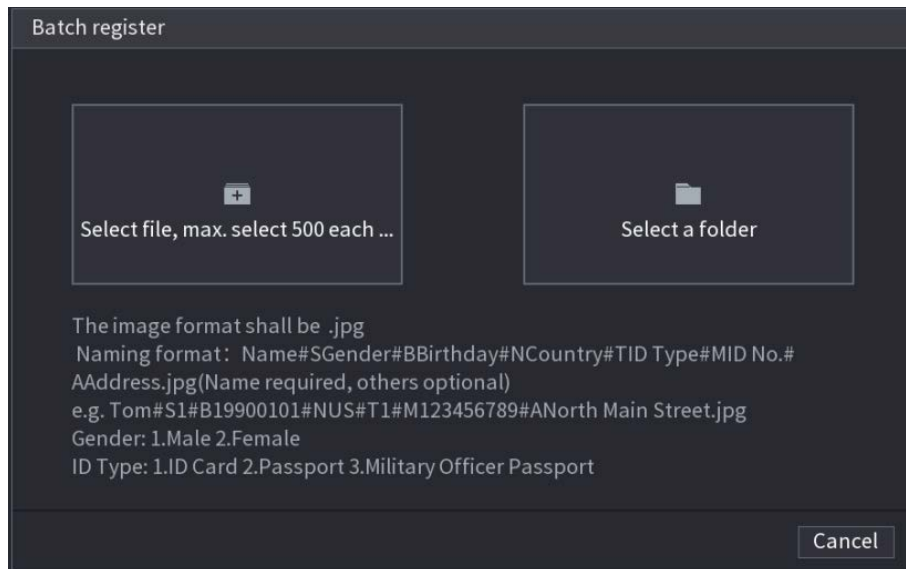 Batch register
Select file, max. select 500 each ...
Select a folder
The image format shall be .jpg
Naming format：Name#SGender#BBirthday#NCountry#TID Type#MID No.#
AAddress.jpg(Name required, others optional)
e.g. Tom#S1#B19900101#NUS#T1#M123456789#ANorth Main Street.jpg
Gender: 1.Male 2.Female
ID Type: 1.ID Card 2.Passport 3.Military Officer Passport
Cancel